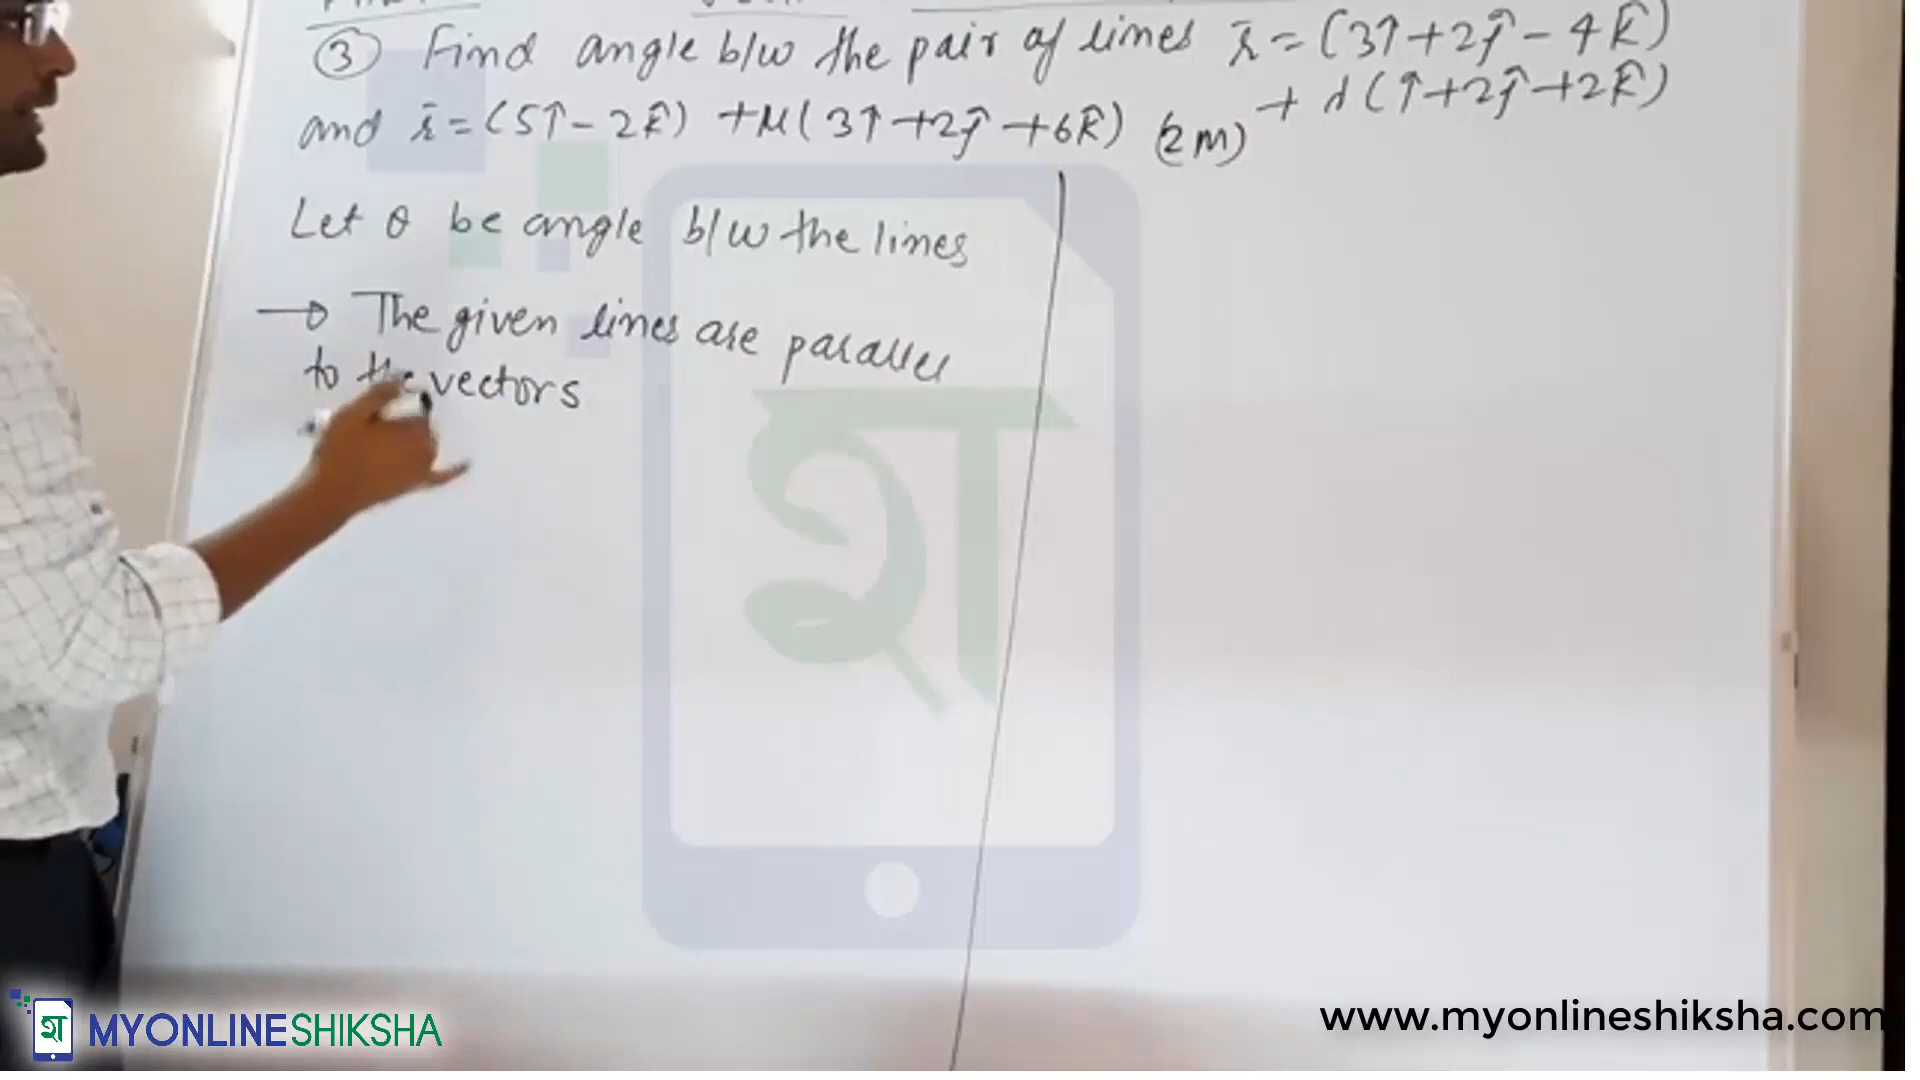 ③ Find angle b/w the pair of lines r̄ = (3î+2ĵ-4k̂)
+ λ(î+2ĵ+2k̂)
and r̄ = (5î-2k̂) + μ(3î+2ĵ+6k̂) (2M)
Let θ be angle b/w the lines
→ The given lines are parallel
to the vectors
श
MYONLINESHIKSHA
www.myonlineshiksha.com